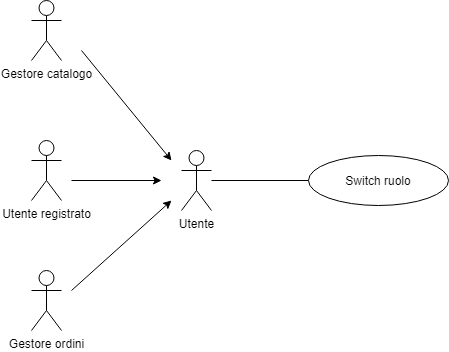 Gestore catalogo
Utente registrato
Utente
Switch ruolo
Gestore ordini